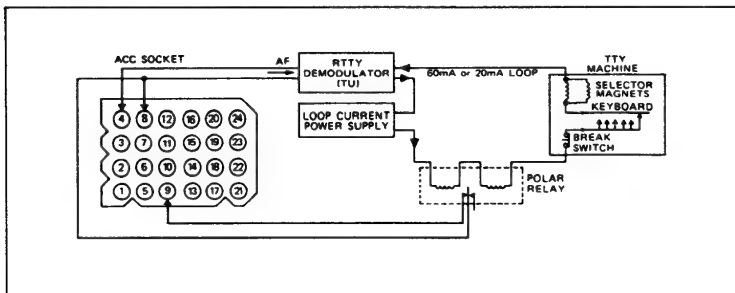 ACC SOCKET
AF
RTTY
DEMODULATOR
(TU)
60mA or 20mA LOOP
TTY
MACHINE
SELECTOR
MAGNETS
KEYBOARD
BREAK
SWITCH
LOOP CURRENT
POWER SUPPLY
POLAR
RELAY
4 8 12 16 20 24
3 7 11 15 19 23
2 6 10 14 18 22
1 5 9 13 17 21